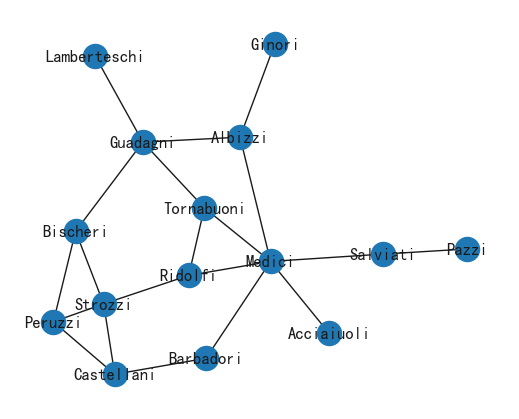 Ginori
Lamberteschi
Albizzi
Guadagni
Tornabuoni
Bischeri
Pazzi
Salviati
Medici
Ridolfi
Strozzi
Peruzzi
Acciaiuoli
Barbadori
Castellani